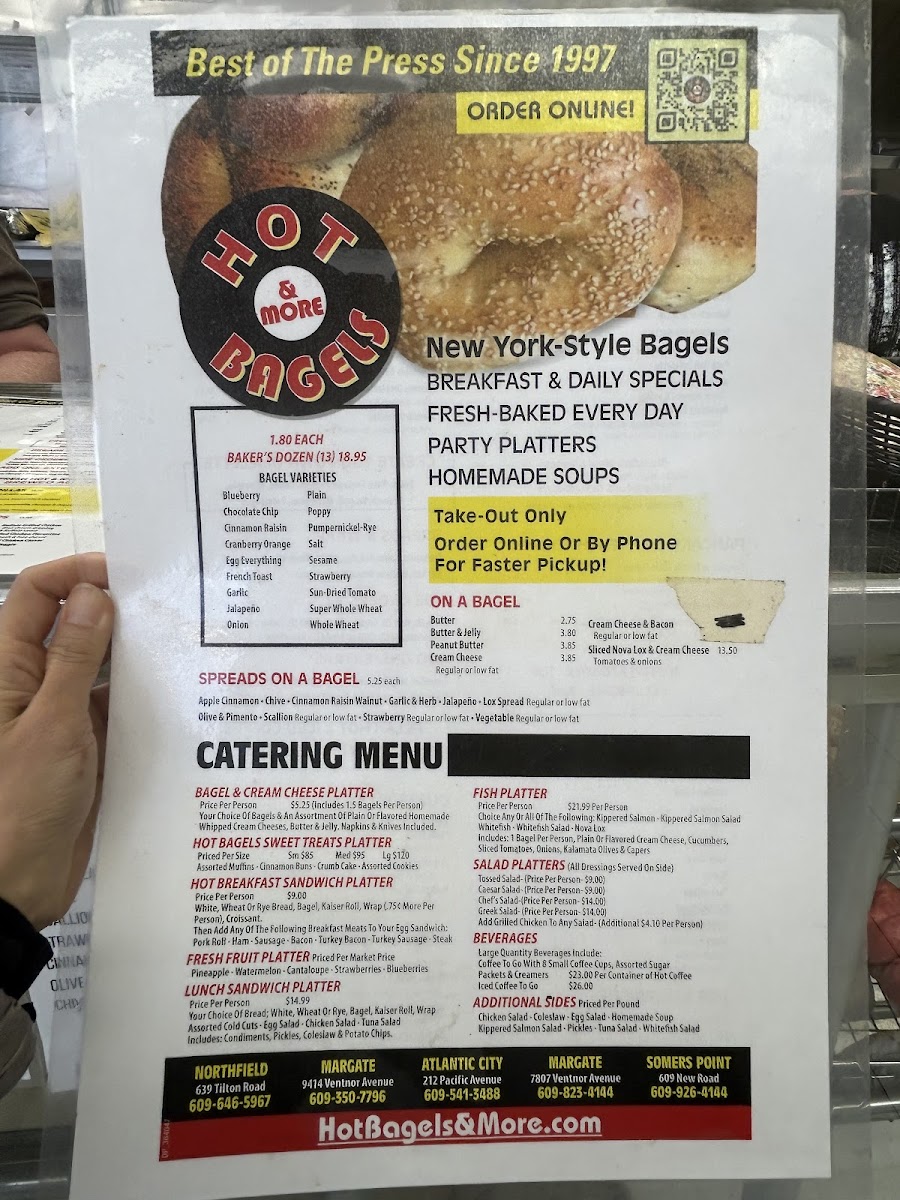 Best of The Press Since 1997
ORDER ONLINE!
HOT
&
MORE
BAGELS
New York-Style Bagels
BREAKFAST & DAILY SPECIALS
FRESH-BAKED EVERY DAY
PARTY PLATTERS
HOMEMADE SOUPS
1.80 EACH
BAKER'S DOZEN (13) 18.95
BAGEL VARIETIES
Blueberry Plain
Chocolate Chip Poppy
Cinnamon Raisin Pumpernickel-Rye
Cranberry Orange Salt
Egg Everything Sesame
French Toast Strawberry
Garlic Sun-Dried Tomato
Jalapeño Super Whole Wheat
Onion Whole Wheat
Take-Out Only
Order Online Or By Phone
For Faster Pickup!
ON A BAGEL
Butter 2.75
Butter & Jelly 3.80
Peanut Butter 3.85
Cream Cheese 3.85
Regular or low fat
Cream Cheese & Bacon
Regular or low fat
Sliced Nova Lox & Cream Cheese 13.50
Tomatoes & onions
SPREADS ON A BAGEL 5.25 each
Apple Cinnamon • Chive • Cinnamon Raisin Walnut • Garlic & Herb • Jalapeño • Lox Spread Regular or low fat
Olive & Pimento • Scallion Regular or low fat • Strawberry Regular or low fat • Vegetable Regular or low fat
CATERING MENU
BAGEL & CREAM CHEESE PLATTER
Price Per Person $5.25 (includes 1.5 Bagels Per Person)
Your Choice Of Bagels & An Assortment Of Plain Or Flavored Homemade
Whipped Cream Cheeses, Butter & Jelly. Napkins & Knives Included.
HOT BAGELS SWEET TREATS PLATTER
Priced Per Size Sm $85 Med $95 Lg $120
Assorted Muffins - Cinnamon Buns - Crumb Cake - Assorted Cookies
HOT BREAKFAST SANDWICH PLATTER
Price Per Person $9.00
White, Wheat Or Rye Bread, Bagel, Kaiser Roll, Wrap (.75¢ More Per
Person), Croissant.
Then Add Any Of The Following Breakfast Meats To Your Egg Sandwich:
Pork Roll - Ham - Sausage - Bacon - Turkey Bacon - Turkey Sausage - Steak
FRESH FRUIT PLATTER Priced Per Market Price
Pineapple - Watermelon - Cantaloupe - Strawberries - Blueberries
LUNCH SANDWICH PLATTER
Price Per Person $14.99
Your Choice Of Bread; White, Wheat Or Rye, Bagel, Kaiser Roll, Wrap
Assorted Cold Cuts - Egg Salad - Chicken Salad - Tuna Salad
Includes: Condiments, Pickles, Coleslaw & Potato Chips.
FISH PLATTER
Price Per Person $21.99 Per Person
Choice Any Or All Of The Following: Kippered Salmon - Kippered Salmon Salad
Whitefish - Whitefish Salad - Nova Lox
Includes: 1 Bagel Per Person, Plain Or Flavored Cream Cheese, Cucumbers,
Sliced Tomatoes, Onions, Kalamata Olives & Capers
SALAD PLATTERS (All Dressings Served On Side)
Tossed Salad- (Price Per Person- $9.00)
Caesar Salad- (Price Per Person- $9.00)
Chef's Salad-(Price Per Person- $14.00)
Greek Salad- (Price Per Person- $14.00)
Add Grilled Chicken To Any Salad- (Additional $4.10 Per Person)
BEVERAGES
Large Quantity Beverages Include:
Coffee To Go With 8 Small Coffee Cups, Assorted Sugar
Packets & Creamers $23.00 Per Container of Hot Coffee
Iced Coffee To Go $26.00
ADDITIONAL SIDES Priced Per Pound
Chicken Salad - Coleslaw - Egg Salad - Homemade Soup
Kippered Salmon Salad - Pickles - Tuna Salad - Whitefish Salad
NORTHFIELD
639 Tilton Road
609-646-5967
MARGATE
9414 Ventnor Avenue
609-350-7796
ATLANTIC CITY
212 Pacific Avenue
609-541-3488
MARGATE
7807 Ventnor Avenue
609-823-4144
SOMERS POINT
609 New Road
609-926-4144
HotBagels&More.com